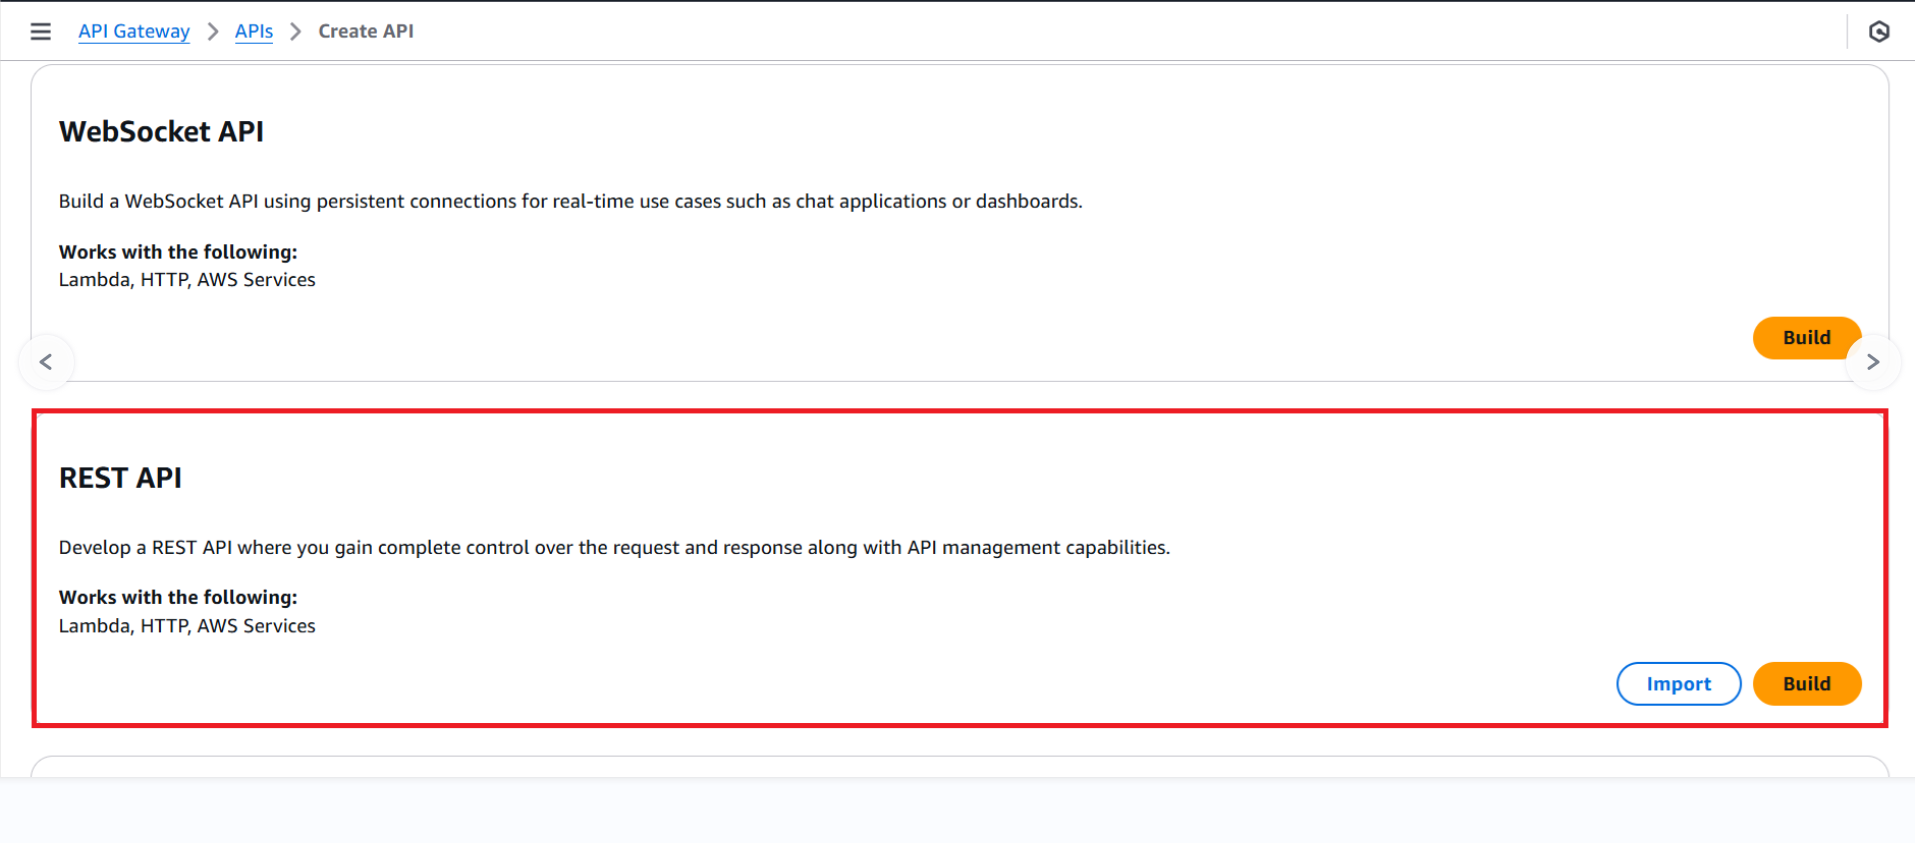 API Gateway > APIs > Create API
WebSocket API
Build a WebSocket API using persistent connections for real-time use cases such as chat applications or dashboards.
Works with the following:
Lambda, HTTP, AWS Services
Build
REST API
Develop a REST API where you gain complete control over the request and response along with API management capabilities.
Works with the following:
Lambda, HTTP, AWS Services
Import Build